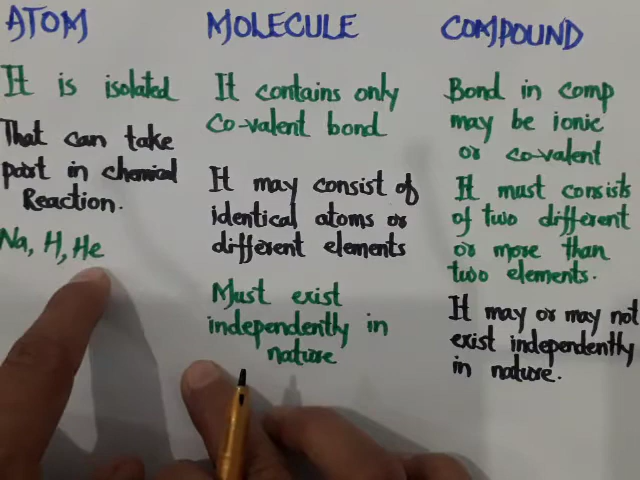 ATOM
It is isolated
That can take
part in chemical
Reaction.
Na, H, He
MOLECULE
It contains only
co-valent bond
It may consist of
identical atoms or
different elements
Must exist
independently in
nature
COMPOUND
Bond in comp
may be ionic
or co-valent
It must consists
of two different
or more than
two elements.
It may or may not
exist independently
in nature.